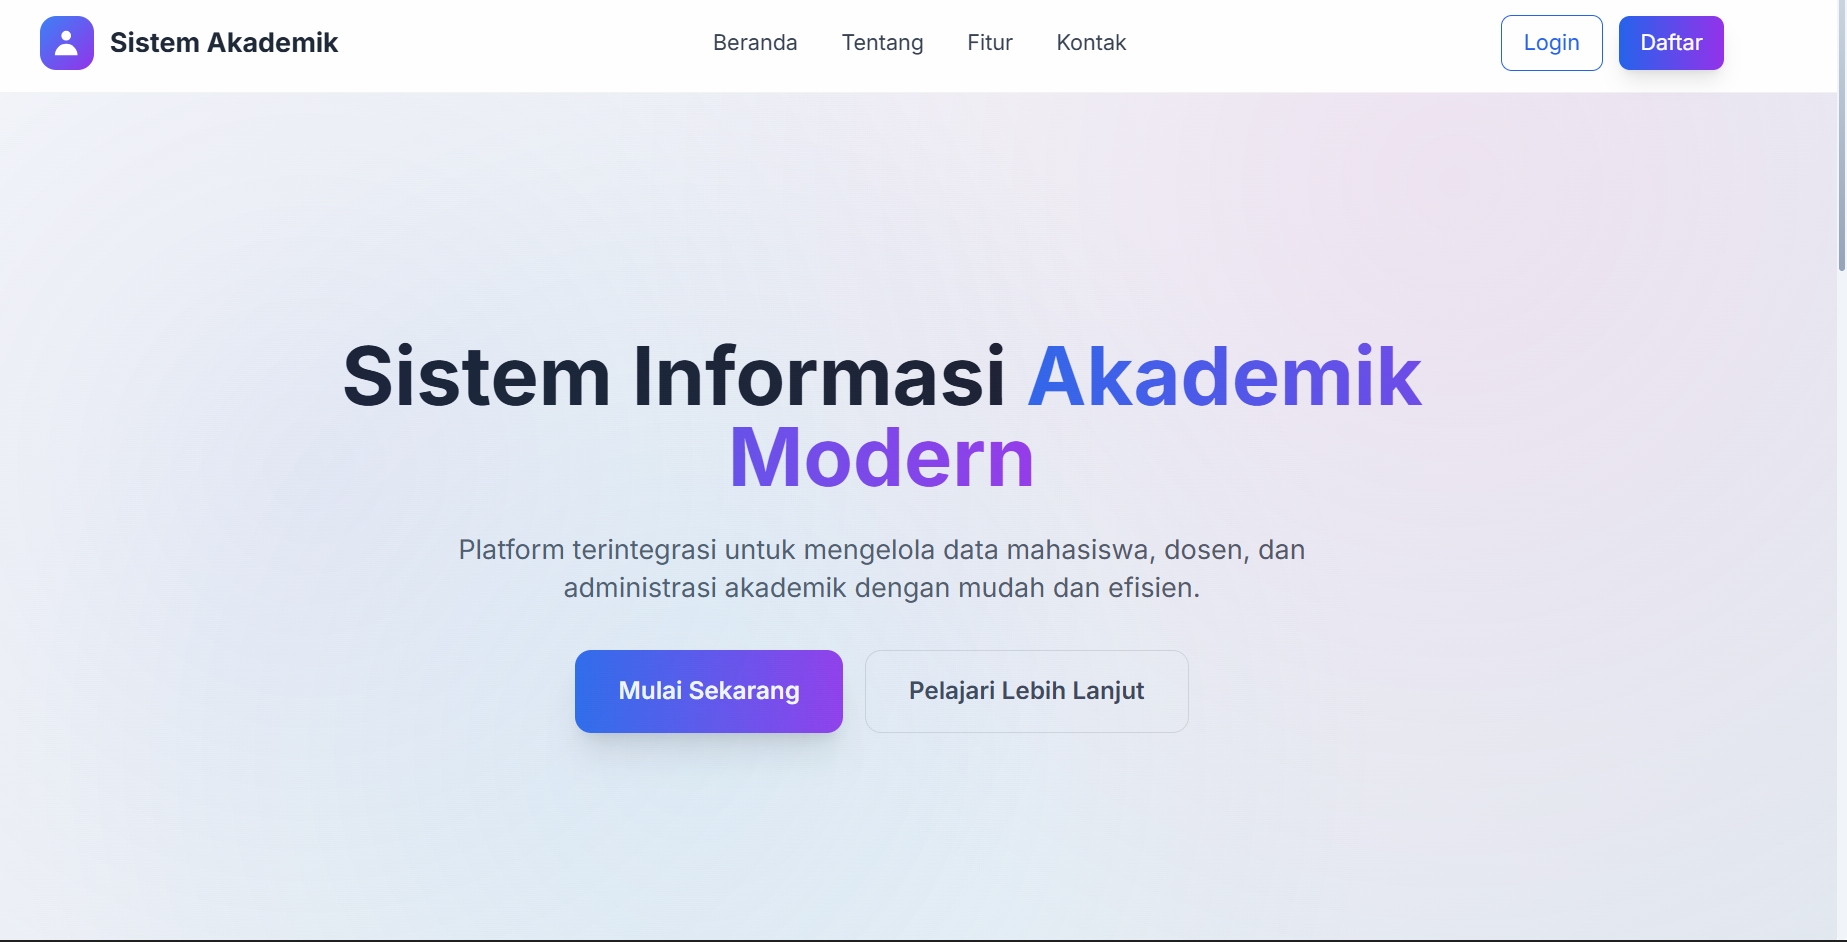 Sistem Akademik
Beranda
Tentang
Fitur
Kontak
Login
Daftar
Sistem Informasi Akademik
Modern
Platform terintegrasi untuk mengelola data mahasiswa, dosen, dan
administrasi akademik dengan mudah dan efisien.
Mulai Sekarang
Pelajari Lebih Lanjut